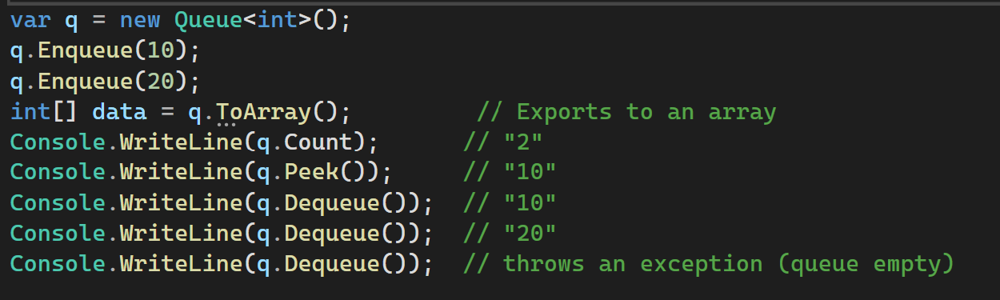 var q = new Queue<int>();
q.Enqueue(10);
q.Enqueue(20);
int[] data = q.ToArray();         // Exports to an array
Console.WriteLine(q.Count);      // "2"
Console.WriteLine(q.Peek());     // "10"
Console.WriteLine(q.Dequeue());  // "10"
Console.WriteLine(q.Dequeue());  // "20"
Console.WriteLine(q.Dequeue());  // throws an exception (queue empty)